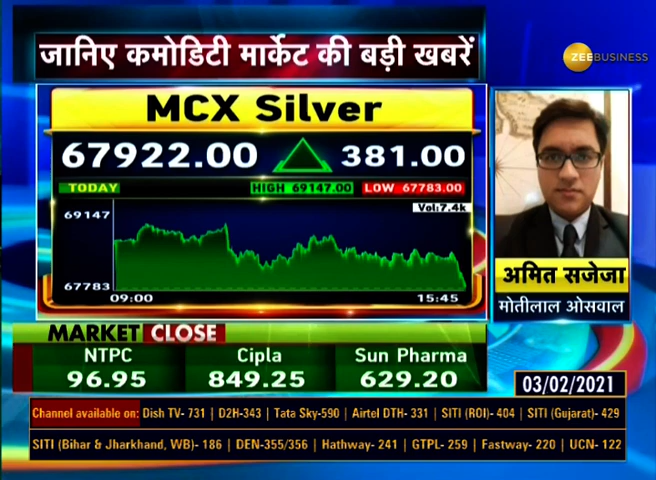 जानिए कमोडिटी मार्केट की बड़ी खबरें
ZEEBUSINESS
MCX Silver
67922.00 381.00
TODAY HIGH 69147.00 LOW 67783.00
Vol:7.4k
69147
67783
09:00 15:45
अमित सजेजा
मोतीलाल ओसवाल
MARKET CLOSE
NTPC Cipla Sun Pharma
96.95 849.25 629.20
03/02/2021
Channel available on: Dish TV- 731 | D2H-343 | Tata Sky-590 | Airtel DTH- 331 | SITI (ROI)- 404 | SITI (Gujarat)- 429
SITI (Bihar & Jharkhand, WB)- 186 | DEN-355/356 | Hathway- 241 | GTPL- 259 | Fastway- 220 | UCN- 122